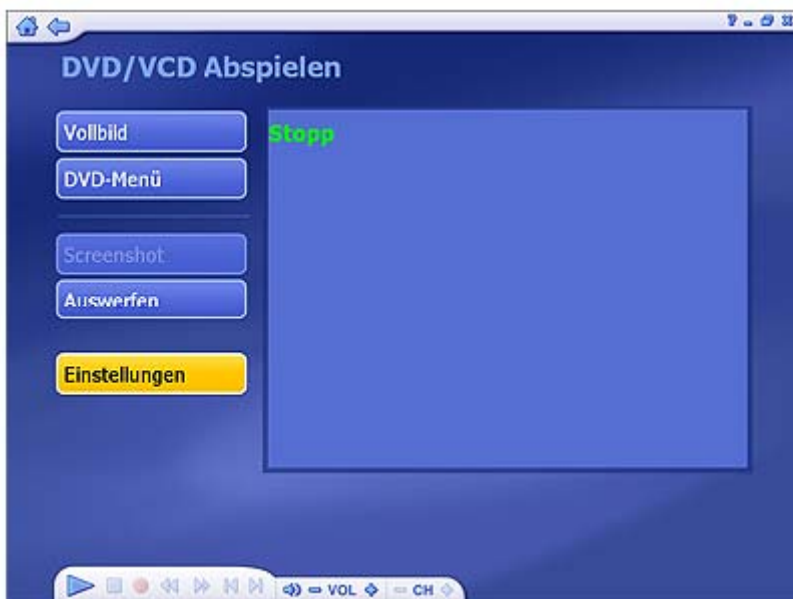 DVD/VCD Abspielen
Vollbild
Stopp
DVD-Menü
Screenshot
Auswerfen
Einstellungen
VOL
CH